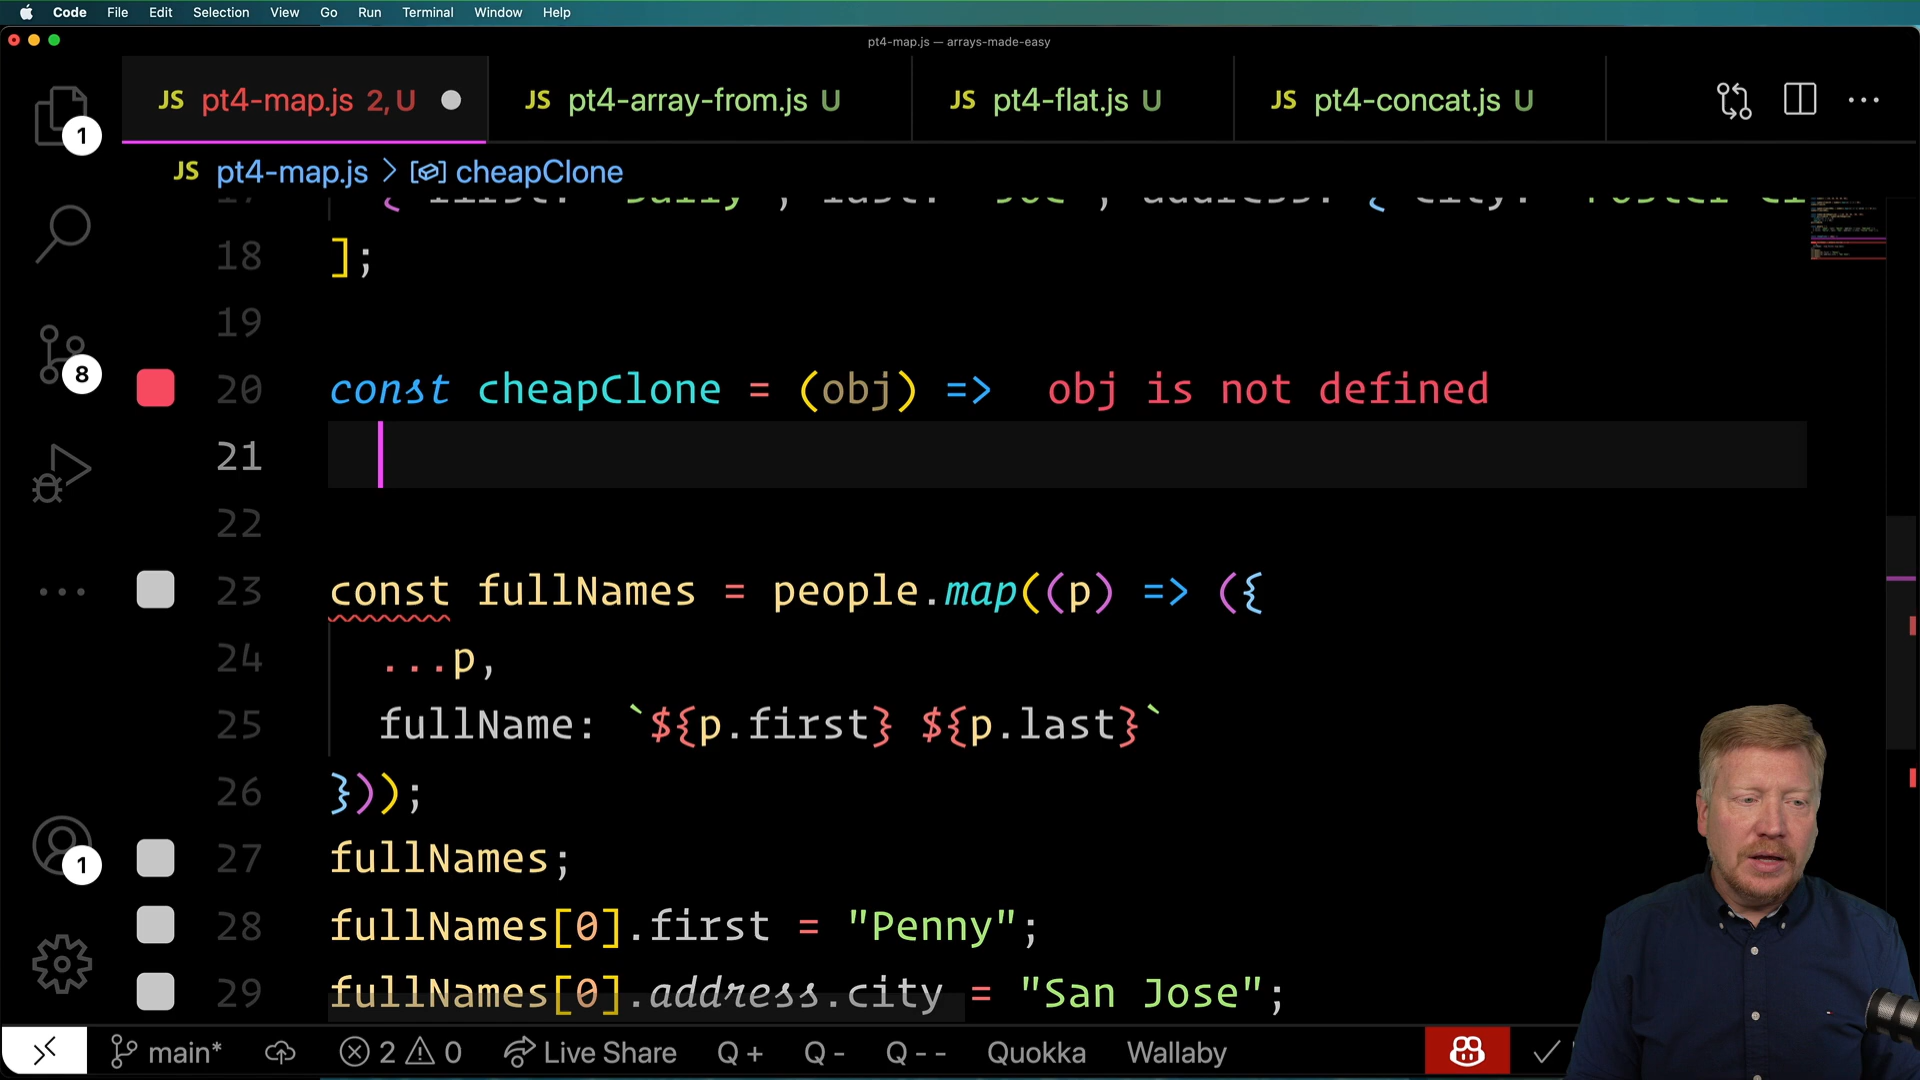 Code File Edit Selection View Go Run Terminal Window Help
pt4-map.js — arrays-made-easy
JS pt4-map.js 2, U JS pt4-array-from.js U JS pt4-flat.js U JS pt4-concat.js U
1
JS pt4-map.js > cheapClone
18 ];
19
8
20 const cheapClone = (obj) => obj is not defined
21
22
23 const fullNames = people.map((p) => ({
24 ...p,
25 fullName: `${p.first} ${p.last}`
26 }));
1
27 fullNames;
28 fullNames[0].first = "Penny";
29 fullNames[0].address.city = "San Jose";
main* 2 0 Live Share Q + Q - Q -- Quokka Wallaby